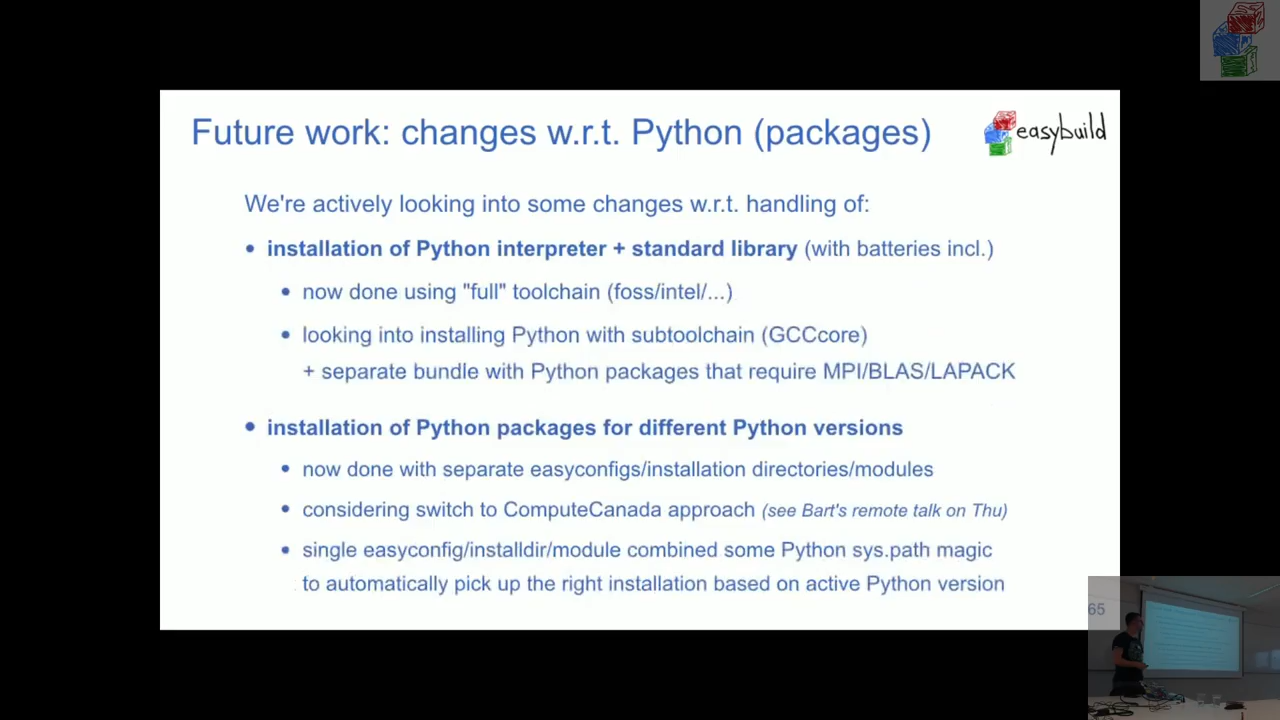 Future work: changes w.r.t. Python (packages)
easybuild
We're actively looking into some changes w.r.t. handling of:
• installation of Python interpreter + standard library (with batteries incl.)
• now done using "full" toolchain (foss/intel/...)
• looking into installing Python with subtoolchain (GCCcore)
+ separate bundle with Python packages that require MPI/BLAS/LAPACK
• installation of Python packages for different Python versions
• now done with separate easyconfigs/installation directories/modules
• considering switch to ComputeCanada approach (see Bart's remote talk on Thu)
• single easyconfig/installdir/module combined some Python sys.path magic
to automatically pick up the right installation based on active Python version
65